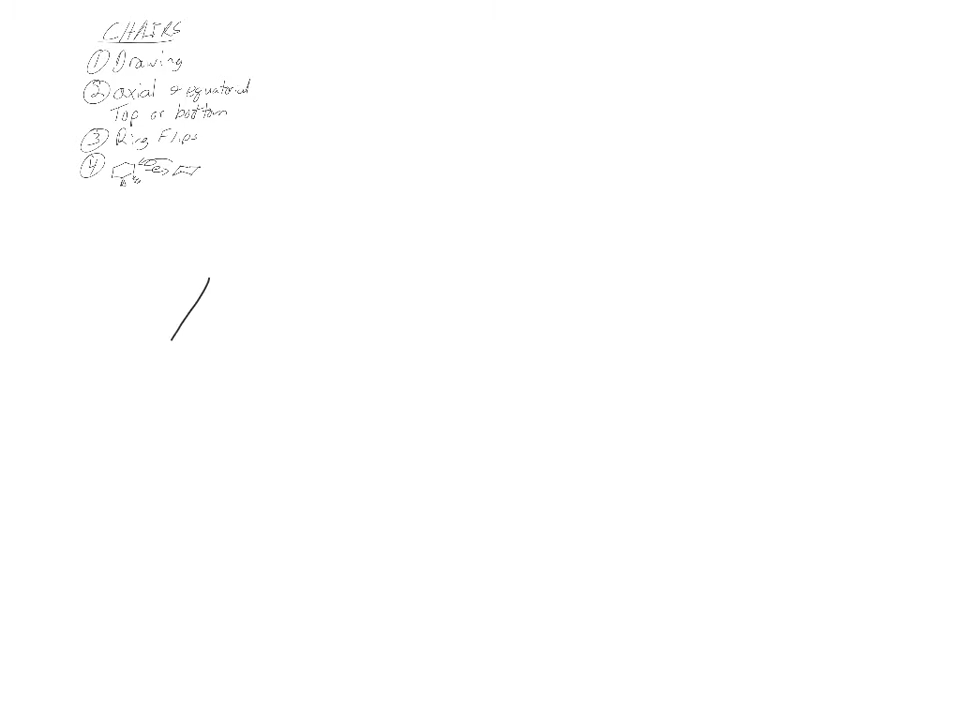 CHAIRS
① Drawing
② axial & equatorial
Top or bottom
③ Ring Flips
④